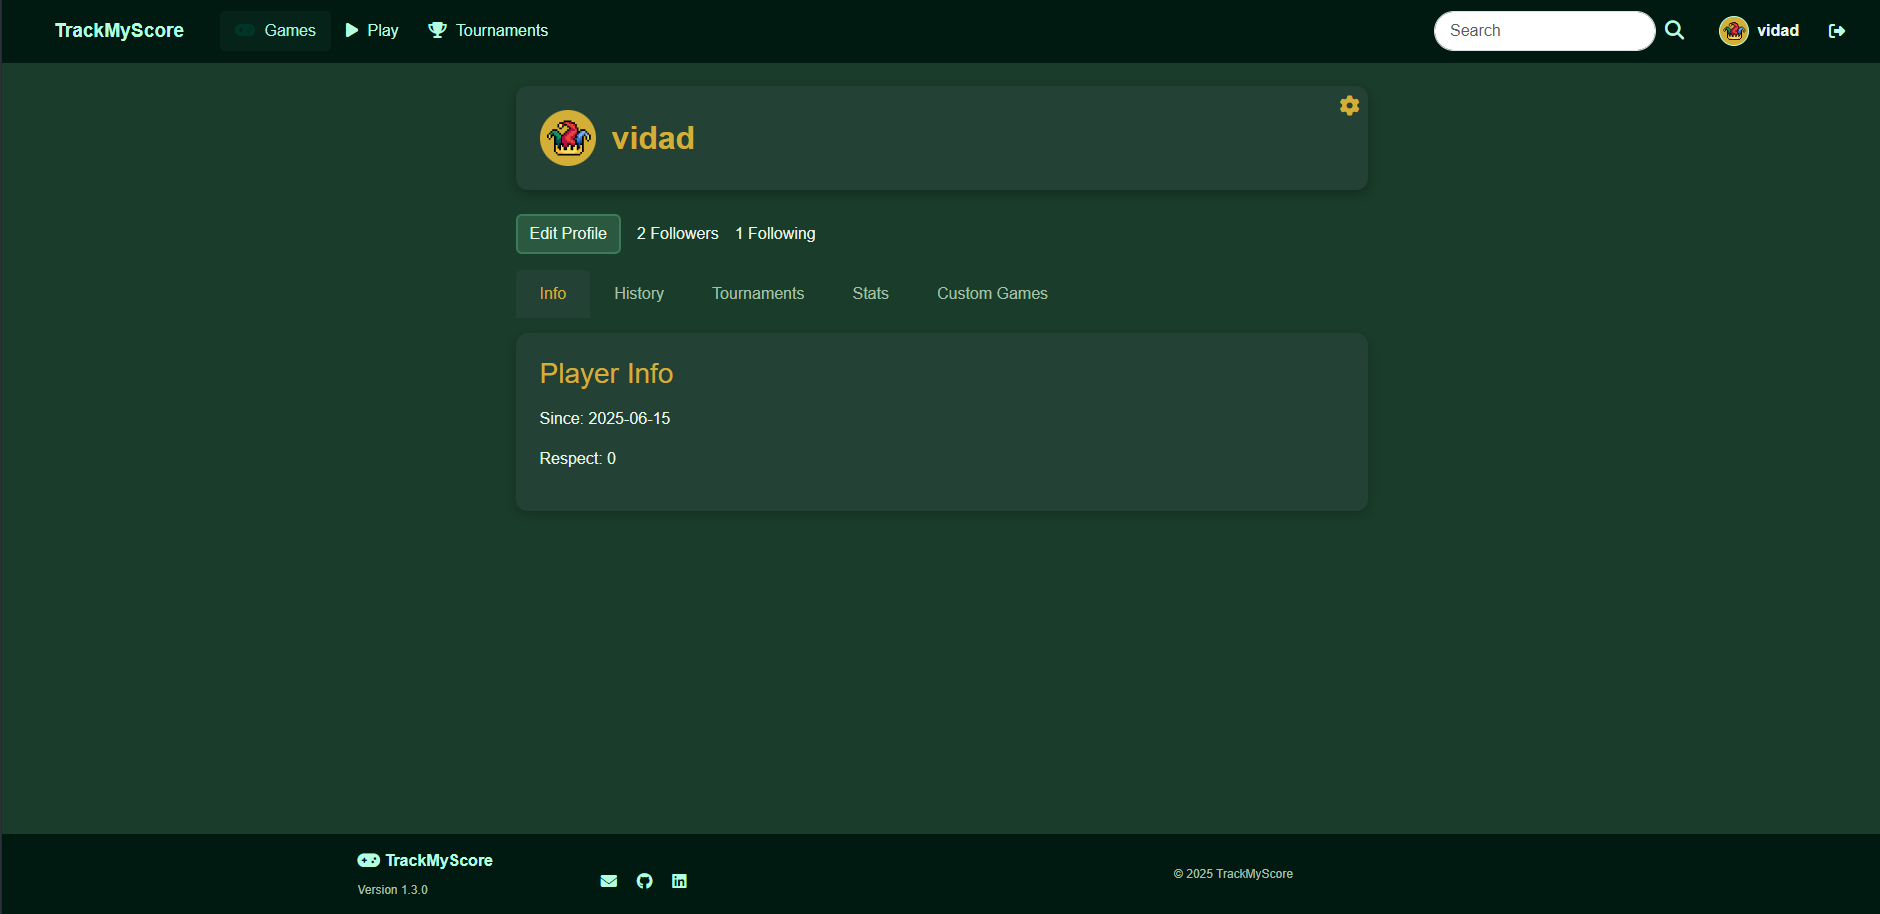 TrackMyScore Games Play Tournaments Search vidad
vidad
Edit Profile 2 Followers 1 Following
Info History Tournaments Stats Custom Games
Player Info
Since: 2025-06-15
Respect: 0
TrackMyScore
Version 1.3.0
© 2025 TrackMyScore